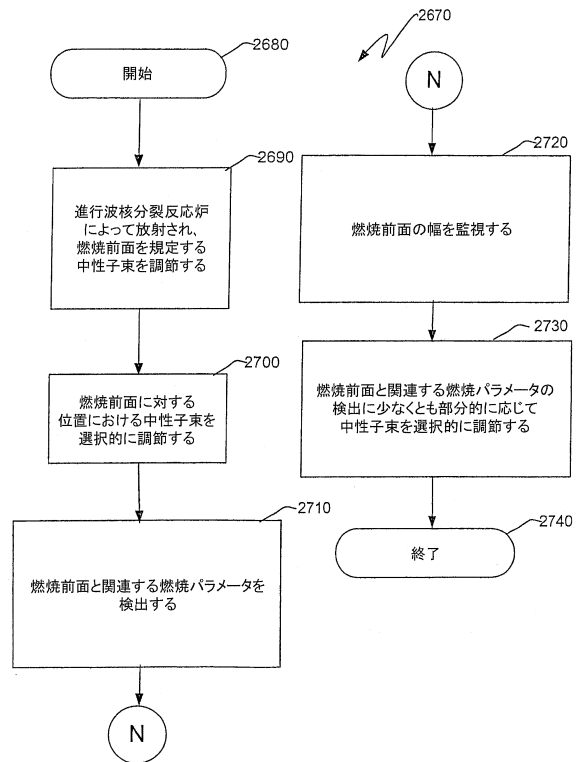 2680
開始
2690
進行波核分裂反応炉
によって放射され、
燃焼前面を規定する
中性子束を調節する
2700
燃焼前面に対する
位置における中性子束を
選択的に調節する
2710
燃焼前面と関連する燃焼パラメータを
検出する
N
2670
N
2720
燃焼前面の幅を監視する
2730
燃焼前面と関連する燃焼パラメータの
検出に少なくとも部分的に応じて
中性子束を選択的に調節する
2740
終了